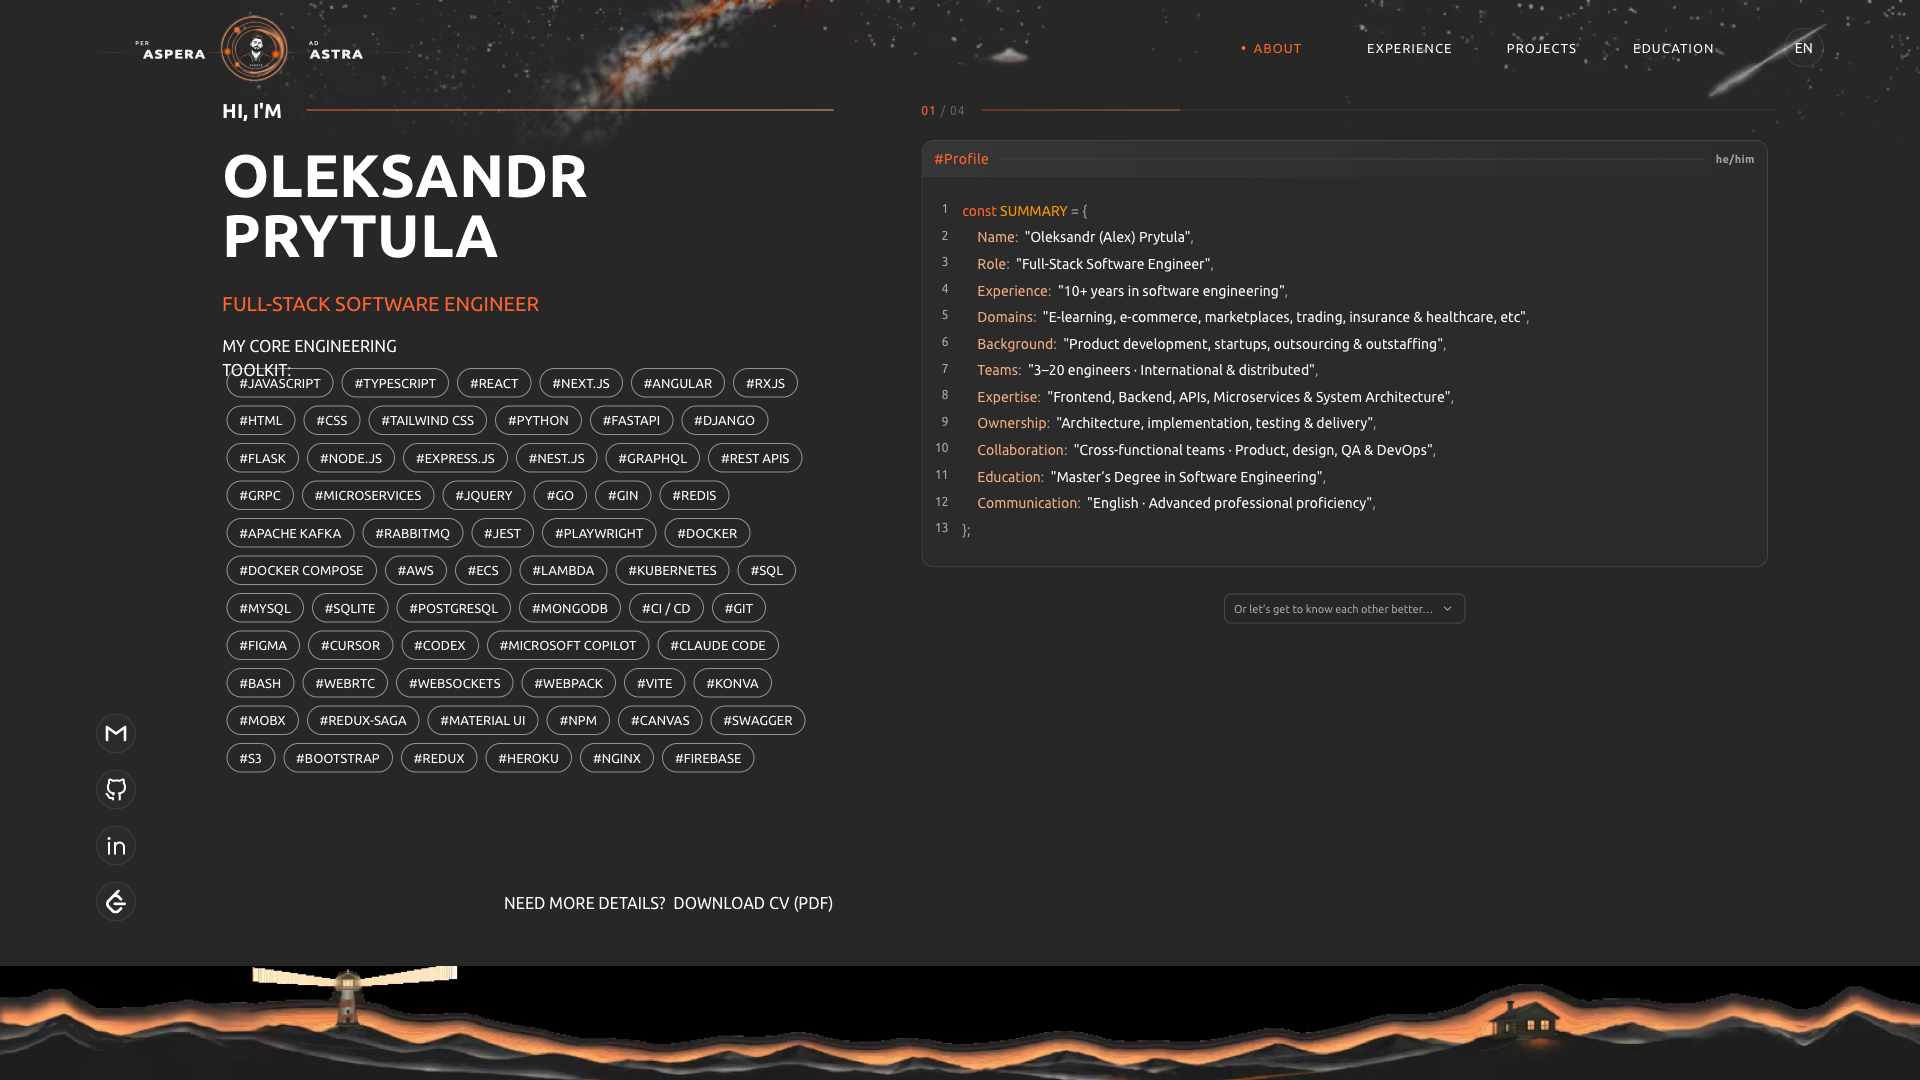 PER
ASPERA
AD
ASTRA
ABOUT
EXPERIENCE
PROJECTS
EDUCATION
EN
HI, I'M
OLEKSANDR
PRYTULA
FULL-STACK SOFTWARE ENGINEER
MY CORE ENGINEERING
TOOLKIT:
#JAVASCRIPT #TYPESCRIPT #REACT #NEXT.JS #ANGULAR #RXJS
#HTML #CSS #TAILWIND CSS #PYTHON #FASTAPI #DJANGO
#FLASK #NODE.JS #EXPRESS.JS #NEST.JS #GRAPHQL #REST APIS
#GRPC #MICROSERVICES #JQUERY #GO #GIN #REDIS
#APACHE KAFKA #RABBITMQ #JEST #PLAYWRIGHT #DOCKER
#DOCKER COMPOSE #AWS #ECS #LAMBDA #KUBERNETES #SQL
#MYSQL #SQLITE #POSTGRESQL #MONGODB #CI / CD #GIT
#FIGMA #CURSOR #CODEX #MICROSOFT COPILOT #CLAUDE CODE
#BASH #WEBRTC #WEBSOCKETS #WEBPACK #VITE #KONVA
#MOBX #REDUX-SAGA #MATERIAL UI #NPM #CANVAS #SWAGGER
#S3 #BOOTSTRAP #REDUX #HEROKU #NGINX #FIREBASE
NEED MORE DETAILS? DOWNLOAD CV (PDF)
01 / 04
#Profile
he/him
1 const SUMMARY = {
2 Name: "Oleksandr (Alex) Prytula",
3 Role: "Full-Stack Software Engineer",
4 Experience: "10+ years in software engineering",
5 Domains: "E-learning, e-commerce, marketplaces, trading, insurance & healthcare, etc",
6 Background: "Product development, startups, outsourcing & outstaffing",
7 Teams: "3–20 engineers · International & distributed",
8 Expertise: "Frontend, Backend, APIs, Microservices & System Architecture",
9 Ownership: "Architecture, implementation, testing & delivery",
10 Collaboration: "Cross-functional teams · Product, design, QA & DevOps",
11 Education: "Master’s Degree in Software Engineering",
12 Communication: "English · Advanced professional proficiency",
13 };
Or let’s get to know each other better...